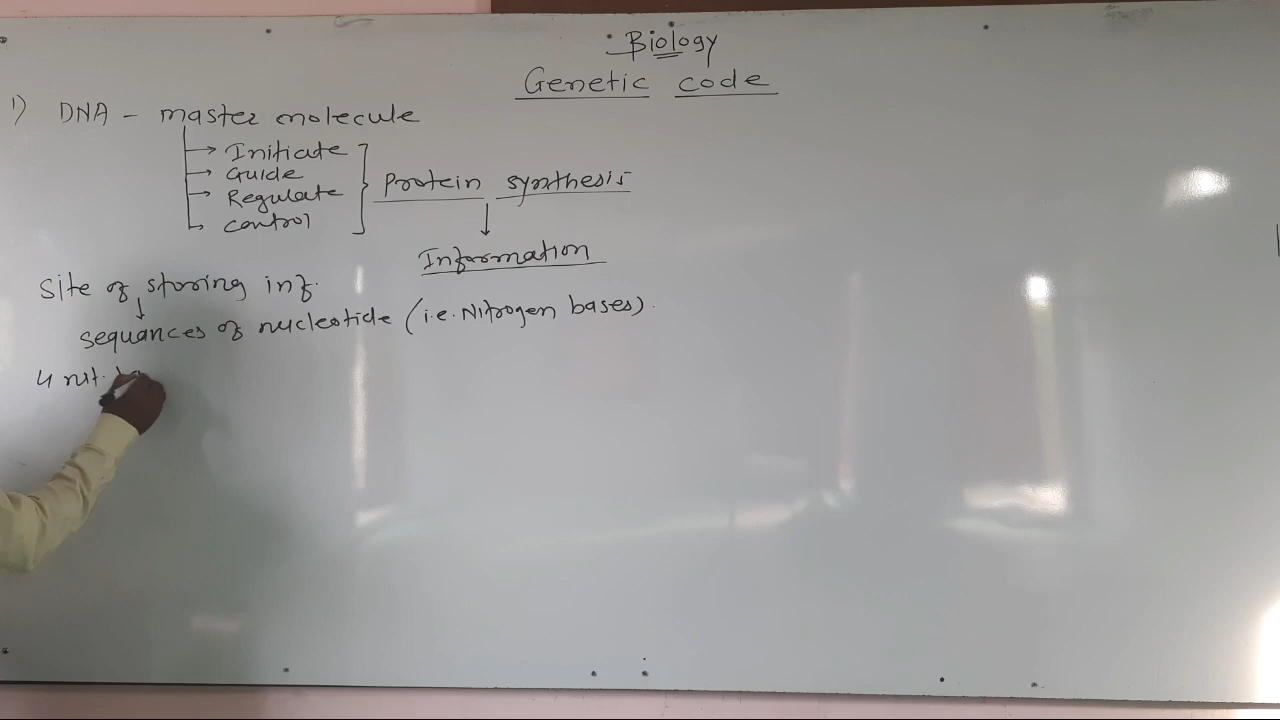 Biology
Genetic code
1) DNA - master molecule
Initiate
Guide
Regulate
Control
Protein synthesis
Information
Site of storing inf.
sequances of nucleotide (i.e. Nitrogen bases).
4 nit.